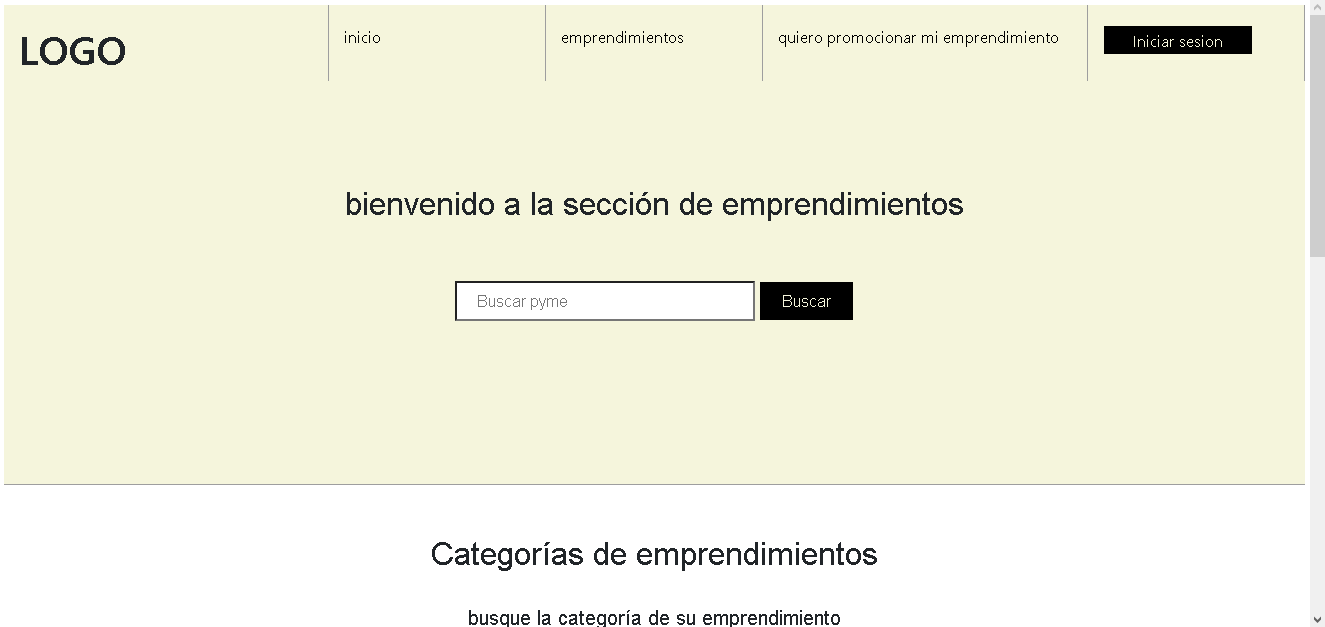 LOGO
inicio
emprendimientos
quiero promocionar mi emprendimiento
Iniciar sesion
bienvenido a la sección de emprendimientos
Buscar pyme
Buscar
Categorías de emprendimientos
busque la categoría de su emprendimiento